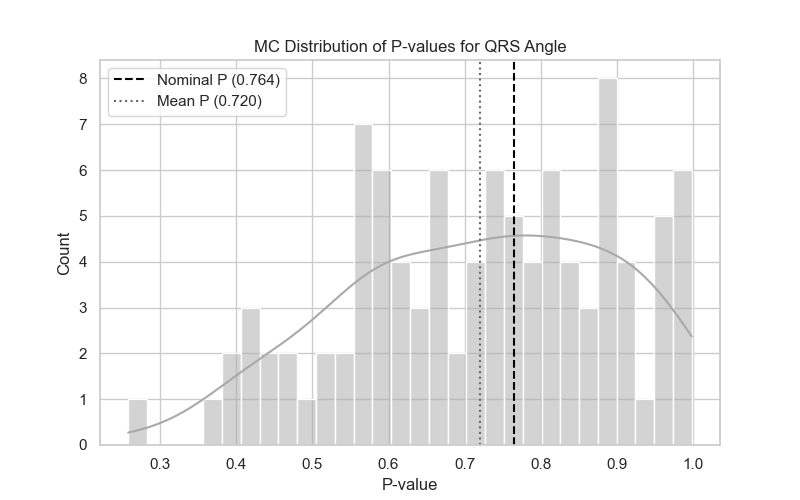 MC Distribution of P-values for QRS Angle
Nominal P (0.764)
Mean P (0.720)
8
7
6
5
4
3
2
1
0
Count
0.3 0.4 0.5 0.6 0.7 0.8 0.9 1.0
P-value